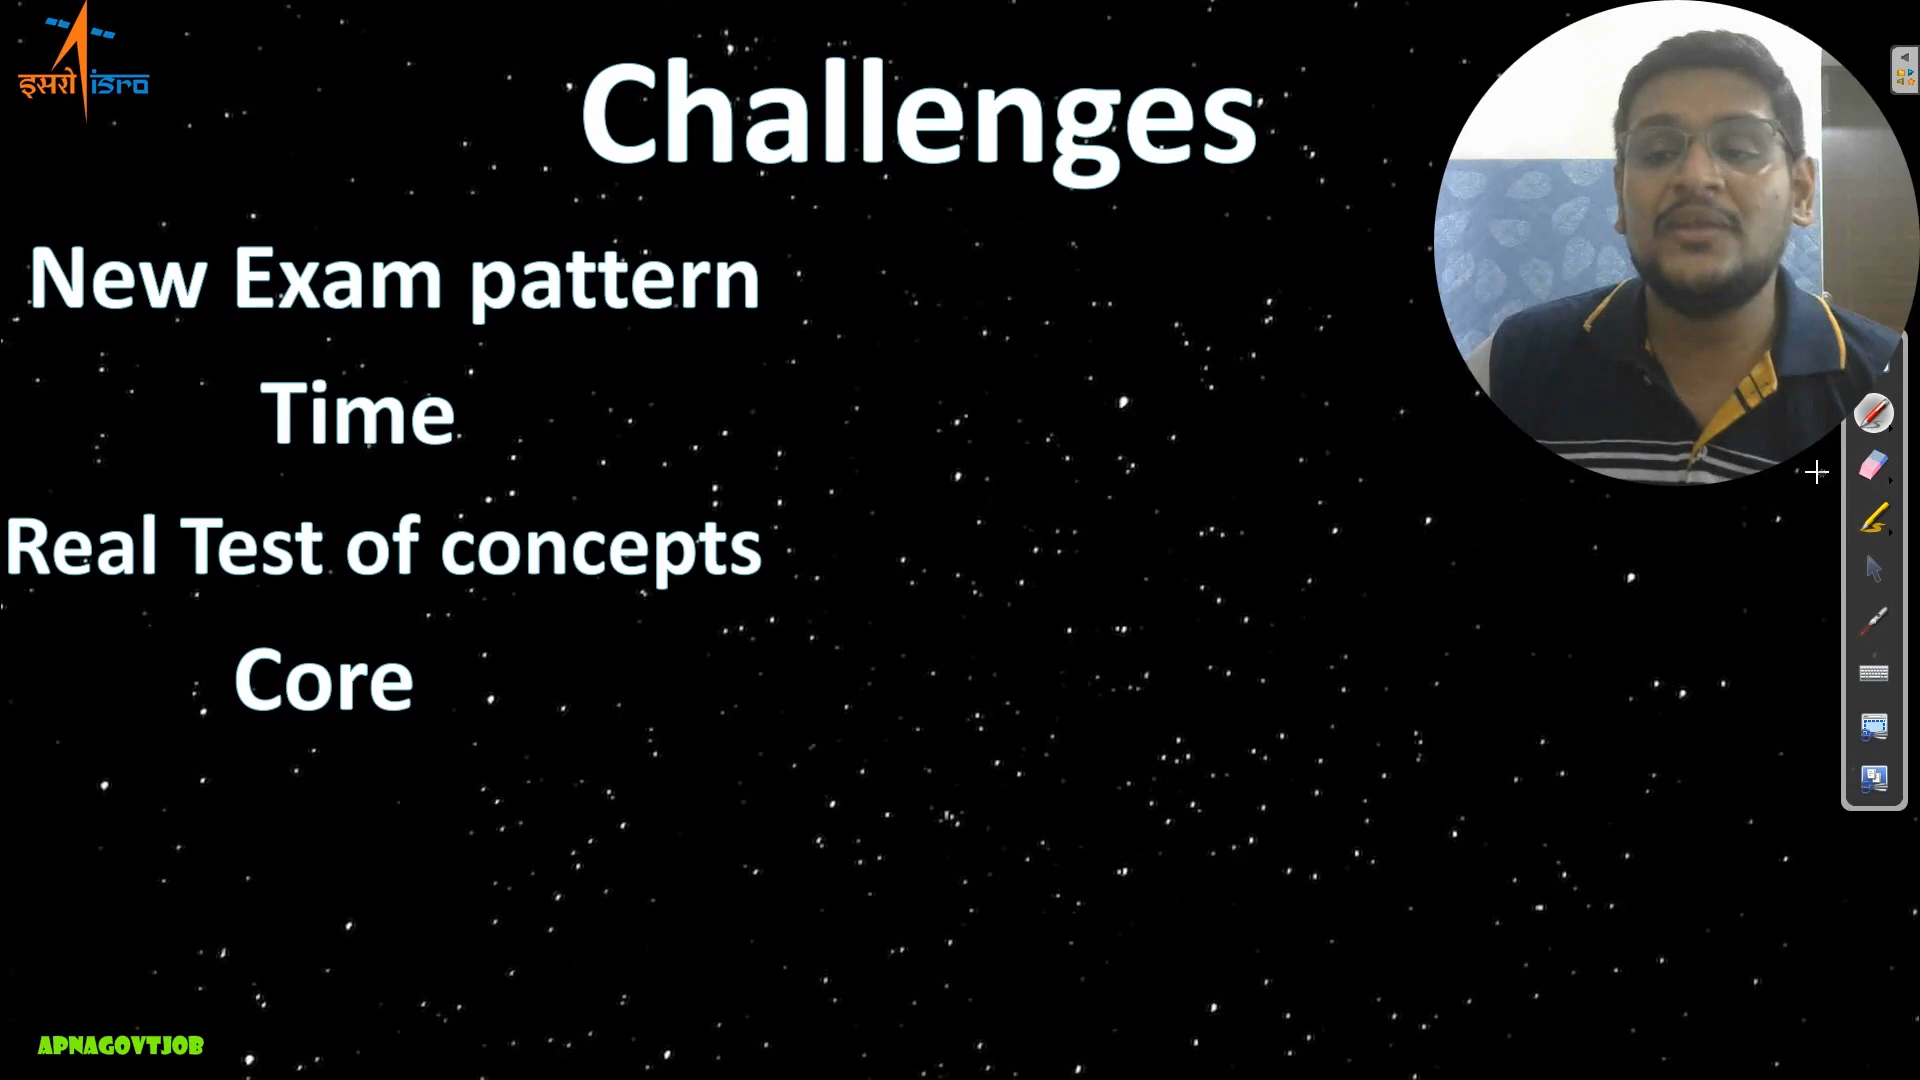 इसरो isro
Challenges
New Exam pattern
Time
Real Test of concepts
Core
APNAGOVTJOB